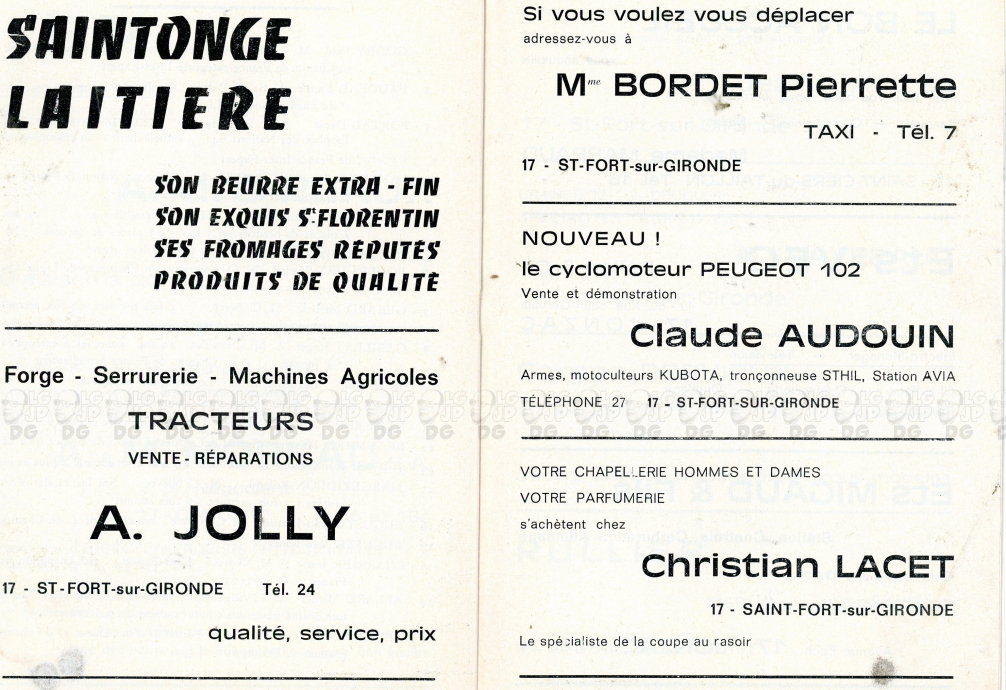 SAINTONGE
LAITIERE
SON BEURRE EXTRA - FIN
SON EXQUIS St FLORENTIN
SES FROMAGES RÉPUTÉS
PRODUITS DE QUALITÉ
Forge - Serrurerie - Machines Agricoles
TRACTEURS
VENTE - RÉPARATIONS
A. JOLLY
17 - ST-FORT-sur-GIRONDE Tél. 24
qualité, service, prix
Si vous voulez vous déplacer
adressez-vous à
Mme BORDET Pierrette
TAXI - Tél. 7
17 - ST-FORT-sur-GIRONDE
NOUVEAU !
le cyclomoteur PEUGEOT 102
Vente et démonstration
Claude AUDOUIN
Armes, motoculteurs KUBOTA, tronçonneuse STHIL, Station AVIA
TÉLÉPHONE 27 17 - ST-FORT-SUR-GIRONDE
VOTRE CHAPELLERIE HOMMES ET DAMES
VOTRE PARFUMERIE
s'achètent chez
Christian LACET
17 - SAINT-FORT-sur-GIRONDE
Le spécialiste de la coupe au rasoir